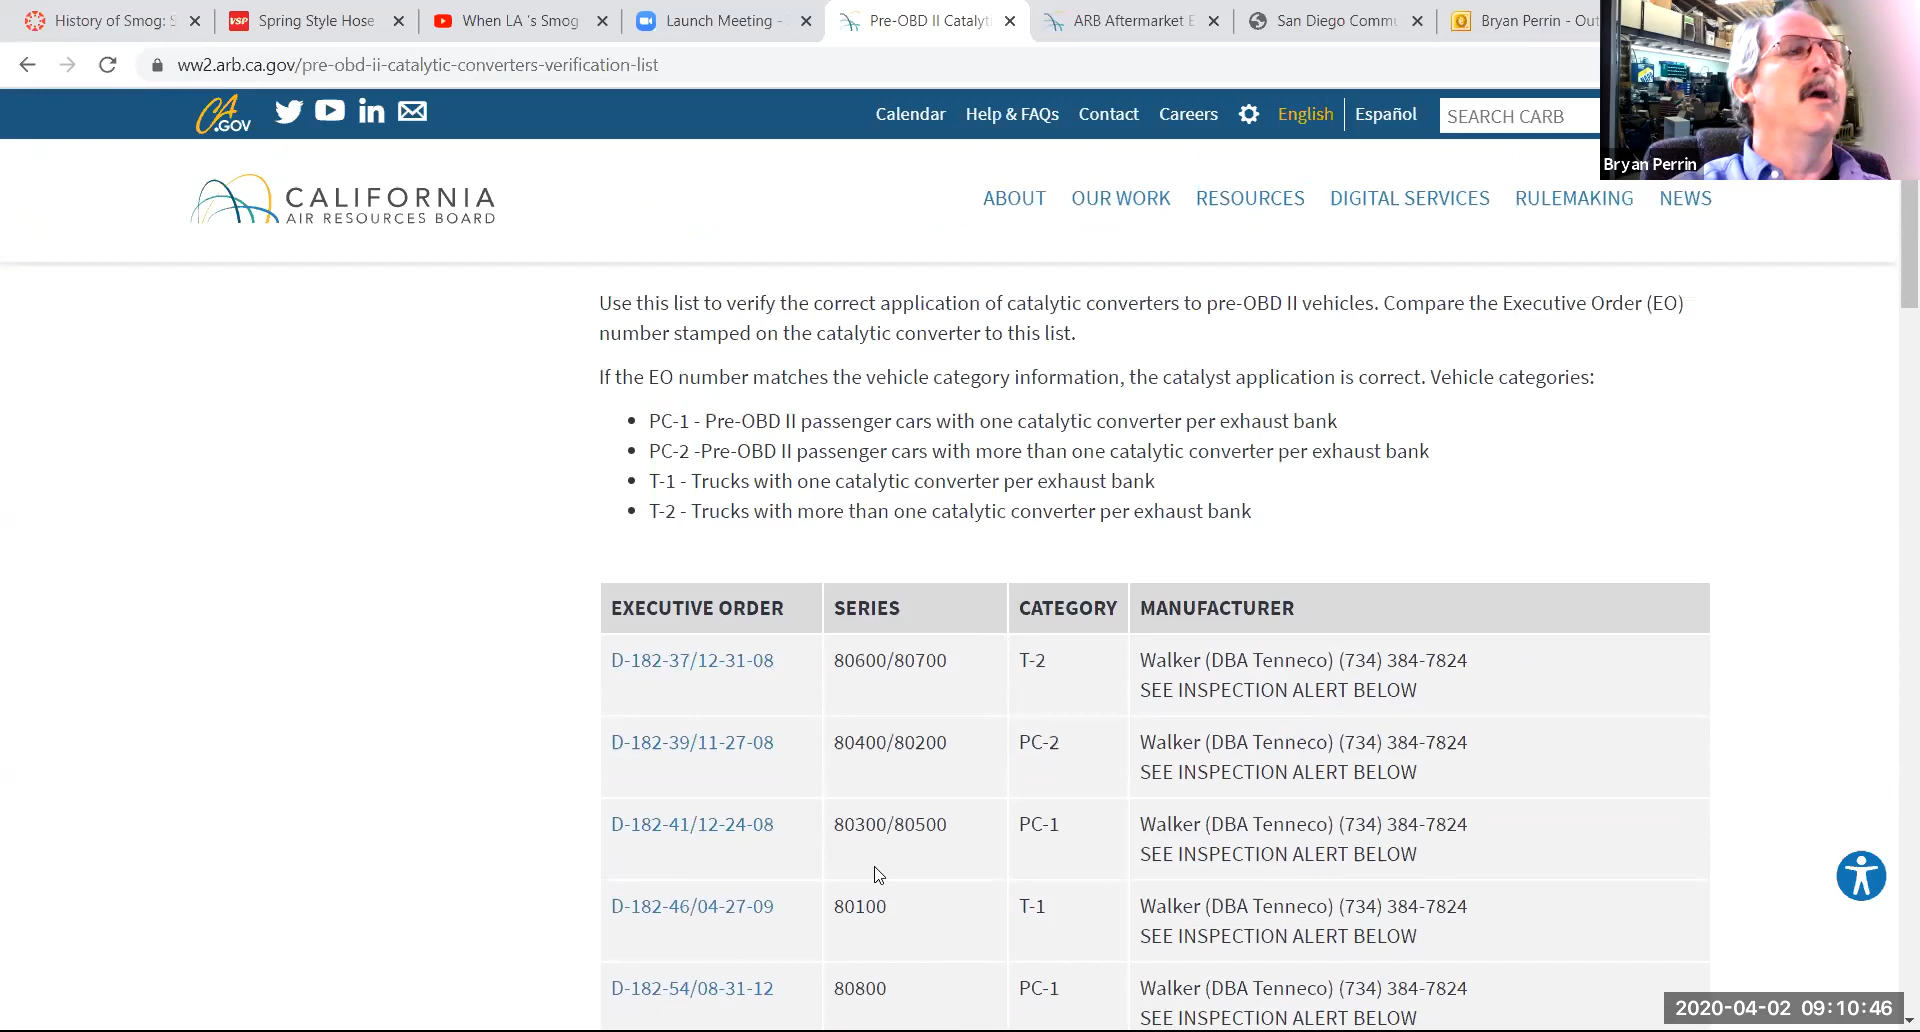 History of Smog: S
VSP
Spring Style Hose
When LA 's Smog
Launch Meeting -
Pre-OBD II Catalyti
ARB Aftermarket E
San Diego Commu
Bryan Perrin - Out
ww2.arb.ca.gov/pre-obd-ii-catalytic-converters-verification-list
CA.GOV
Calendar
Help & FAQs
Contact
Careers
English
Español
SEARCH CARB
Bryan Perrin
CALIFORNIA
AIR RESOURCES BOARD
ABOUT
OUR WORK
RESOURCES
DIGITAL SERVICES
RULEMAKING
NEWS
Use this list to verify the correct application of catalytic converters to pre-OBD II vehicles. Compare the Executive Order (EO)
number stamped on the catalytic converter to this list.
If the EO number matches the vehicle category information, the catalyst application is correct. Vehicle categories:
PC-1 - Pre-OBD II passenger cars with one catalytic converter per exhaust bank
PC-2 -Pre-OBD II passenger cars with more than one catalytic converter per exhaust bank
T-1 - Trucks with one catalytic converter per exhaust bank
T-2 - Trucks with more than one catalytic converter per exhaust bank
EXECUTIVE ORDER SERIES CATEGORY MANUFACTURER
D-182-37/12-31-08 80600/80700 T-2 Walker (DBA Tenneco) (734) 384-7824
SEE INSPECTION ALERT BELOW
D-182-39/11-27-08 80400/80200 PC-2 Walker (DBA Tenneco) (734) 384-7824
SEE INSPECTION ALERT BELOW
D-182-41/12-24-08 80300/80500 PC-1 Walker (DBA Tenneco) (734) 384-7824
SEE INSPECTION ALERT BELOW
D-182-46/04-27-09 80100 T-1 Walker (DBA Tenneco) (734) 384-7824
SEE INSPECTION ALERT BELOW
D-182-54/08-31-12 80800 PC-1 Walker (DBA Tenneco) (734) 384-7824
SEE INSPECTION ALERT BELOW
2020-04-02 09:10:46